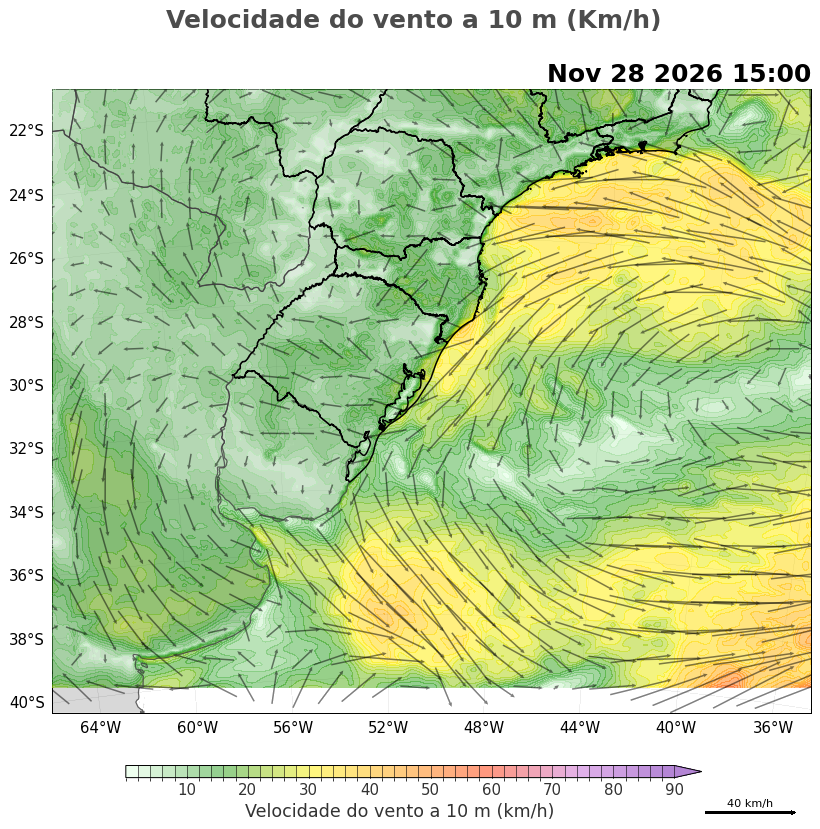 Velocidade do vento a 10 m (Km/h)
Nov 28 2026 15:00
22°S
24°S
26°S
28°S
30°S
32°S
34°S
36°S
38°S
40°S
64°W 60°W 56°W 52°W 48°W 44°W 40°W 36°W
10 20 30 40 50 60 70 80 90
Velocidade do vento a 10 m (km/h)
40 km/h